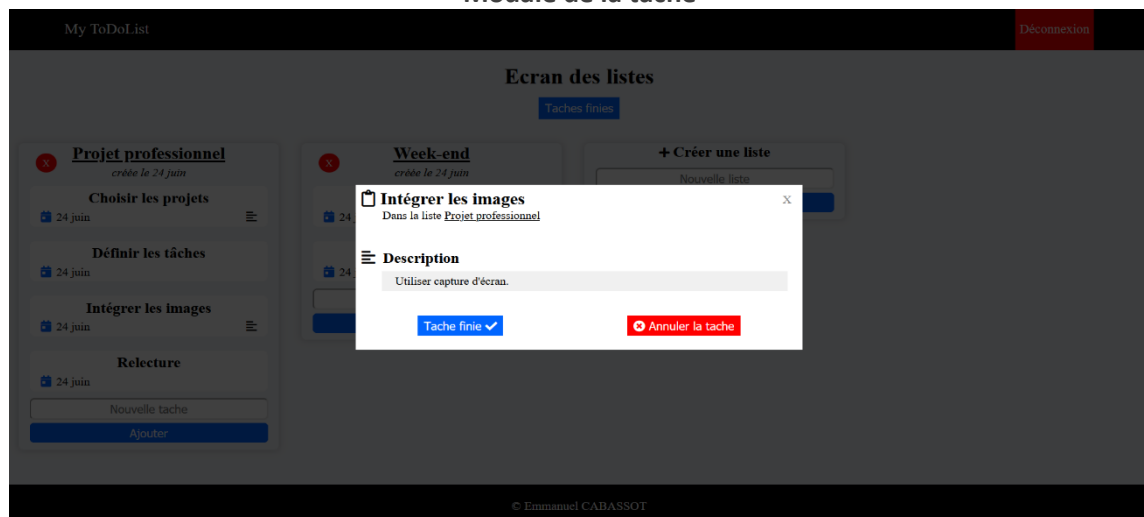 Module de la tache
My ToDoList
Déconnexion
Ecran des listes
Taches finies
X
Projet professionnel
créée le 24 juin
Choisir les projets
24 juin
Définir les tâches
24 juin
Intégrer les images
24 juin
Relecture
24 juin
Nouvelle tache
Ajouter
X
Week-end
créée le 24 juin
24
24
+ Créer une liste
Nouvelle liste
Intégrer les images
X
Dans la liste Projet professionnel
Description
Utiliser capture d'écran.
Tache finie
Annuler la tache
© Emmanuel CABASSOT